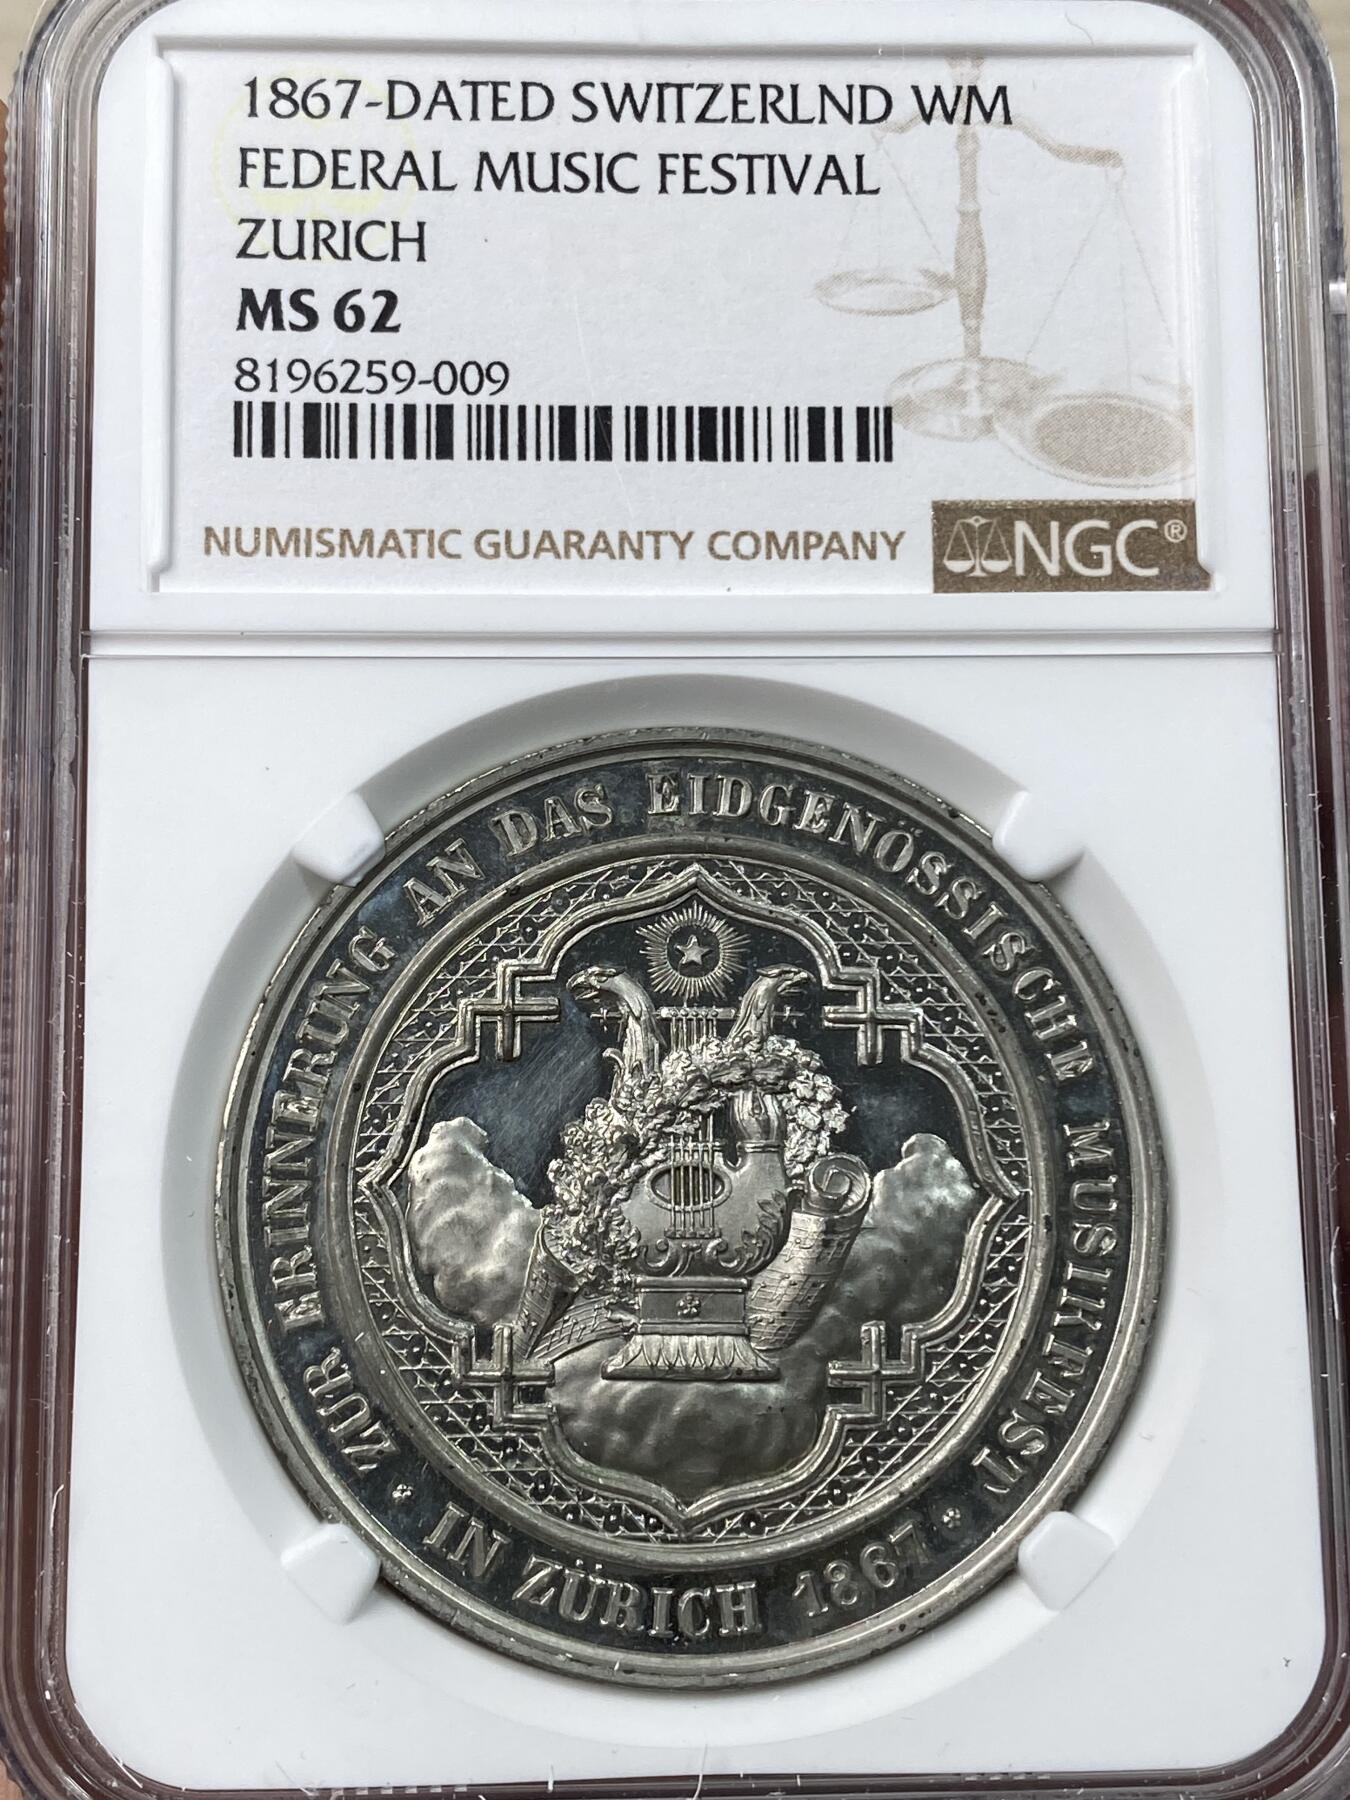 1867-DATED SWITZERLND WM
FEDERAL MUSIC FESTIVAL
ZURICH
MS 62
8196259-009
NUMISMATIC GUARANTY COMPANY
NGC®
ZUR ERINNERUNG AN DAS EIDGENÖSSISCHE MUSIKFEST
IN ZÜRICH 1867